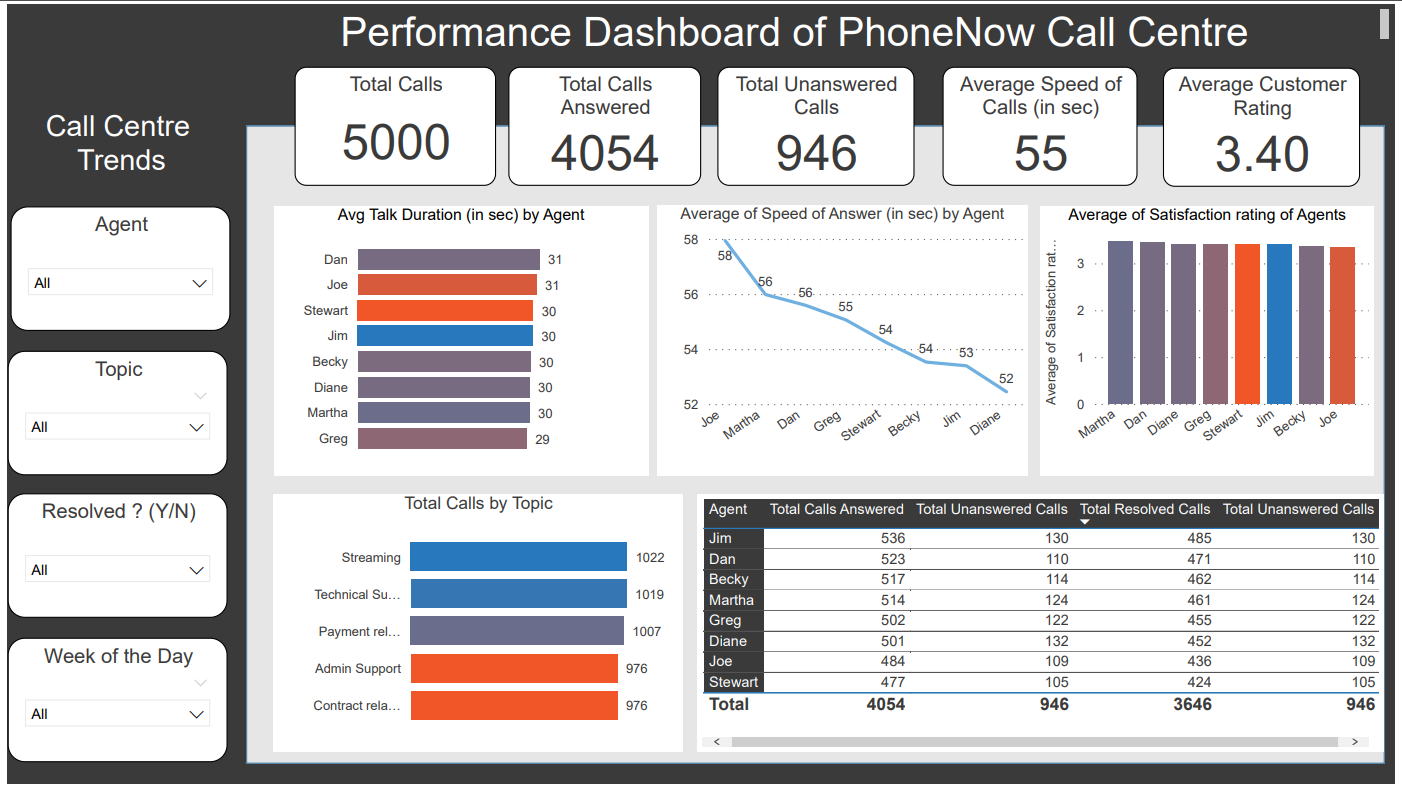 Performance Dashboard of PhoneNow Call Centre
Call Centre
Trends
Total Calls
5000
Total Calls
Answered
4054
Total Unanswered
Calls
946
Average Speed of
Calls (in sec)
55
Average Customer
Rating
3.40
Agent
All
Topic
All
Resolved ? (Y/N)
All
Week of the Day
All
Avg Talk Duration (in sec) by Agent
Dan 31
Joe 31
Stewart 30
Jim 30
Becky 30
Diane 30
Martha 30
Greg 29
Average of Speed of Answer (in sec) by Agent
58
56
54
52
58
56
56
55
54
54
53
52
Joe Martha Dan Greg Stewart Becky Jim Diane
Average of Satisfaction rating of Agents
Average of Satisfaction rat…
3
2
1
0
Martha Dan Diane Greg Stewart Jim Becky Joe
Total Calls by Topic
Streaming 1022
Technical Su… 1019
Payment rel… 1007
Admin Support 976
Contract rela… 976
Agent Total Calls Answered Total Unanswered Calls Total Resolved Calls Total Unanswered Calls
Jim 536 130 485 130
Dan 523 110 471 110
Becky 517 114 462 114
Martha 514 124 461 124
Greg 502 122 455 122
Diane 501 132 452 132
Joe 484 109 436 109
Stewart 477 105 424 105
Total 4054 946 3646 946